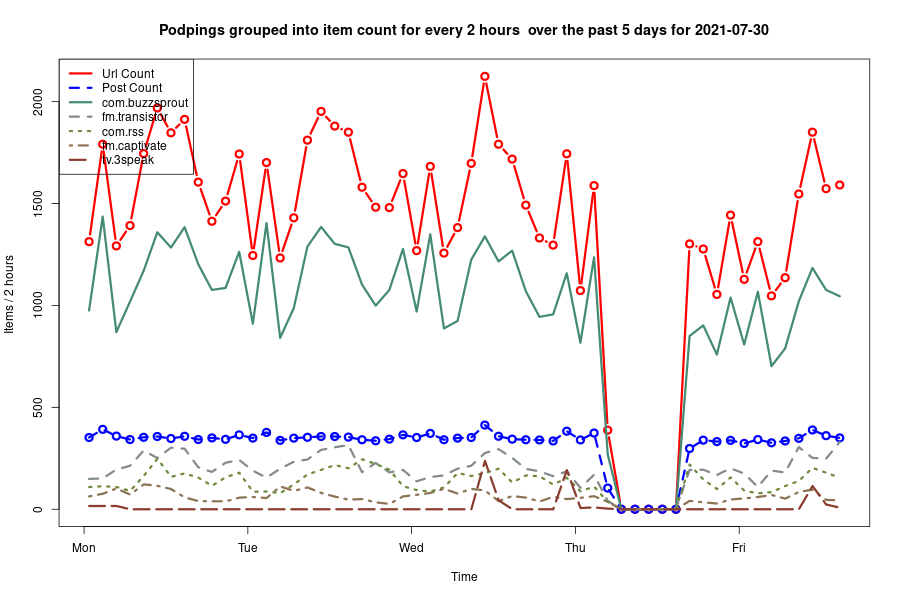 Podpings grouped into item count for every 2 hours  over the past 5 days for 2021-07-30
Url Count
Post Count
com.buzzsprout
fm.transistor
com.rss
fm.captivate
tv.3speak
Items / 2 hours
2000
1500
1000
500
0
Mon Tue Wed Thu Fri
Time